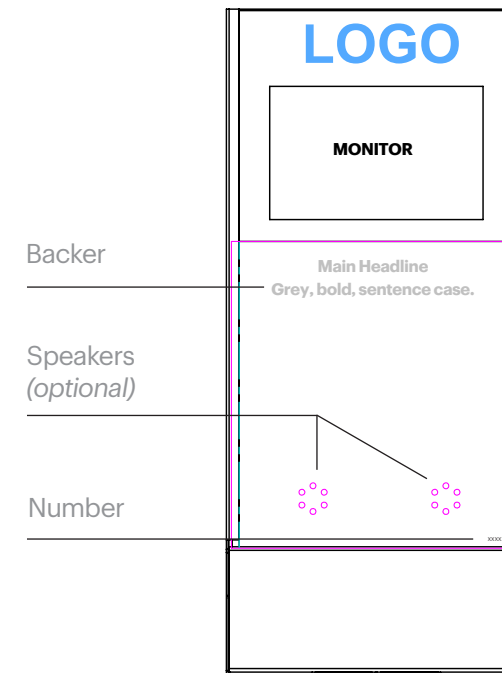 LOGO
MONITOR
Backer
Main Headline
Grey, bold, sentence case.
Speakers
(optional)
Number
xxxx